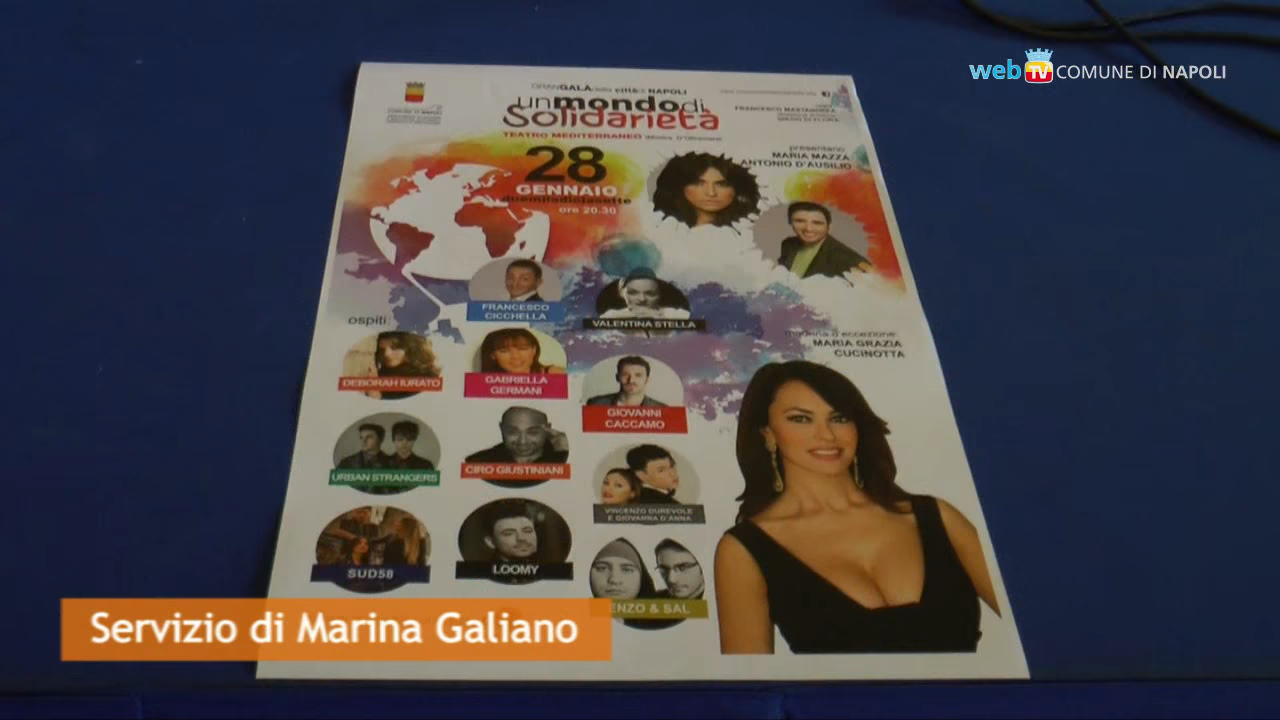 web TV COMUNE DI NAPOLI
GRANGALÀ della città di NAPOLI
un mondo di
Solidarietà
TEATRO MEDITERRANEO
28
GENNAIO
duemiladiciasette
ore 20.30
presentano:
MARIA MAZZA
ANTONIO D'AUSILIO
FRANCESCO
CICCHELLA
VALENTINA STELLA
ospiti:
madrina d'eccezione:
MARIA GRAZIA
CUCINOTTA
DEBORAH IURATO
GABRIELLA
GERMANI
GIOVANNI
CACCAMO
URBAN STRANGERS
CIRO GIUSTINIANI
VINCENZO DUREVOLE
E GIOVANNA D'ANNA
SUD58
LOOMY
ENZO & SAL
Servizio di Marina Galiano